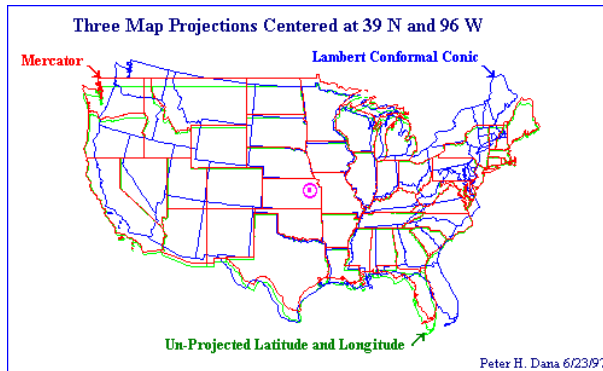 Three Map Projections Centered at 39 N and 96 W
Mercator
Lambert Conformal Conic
Un-Projected Latitude and Longitude
Peter H. Dana 6/23/97